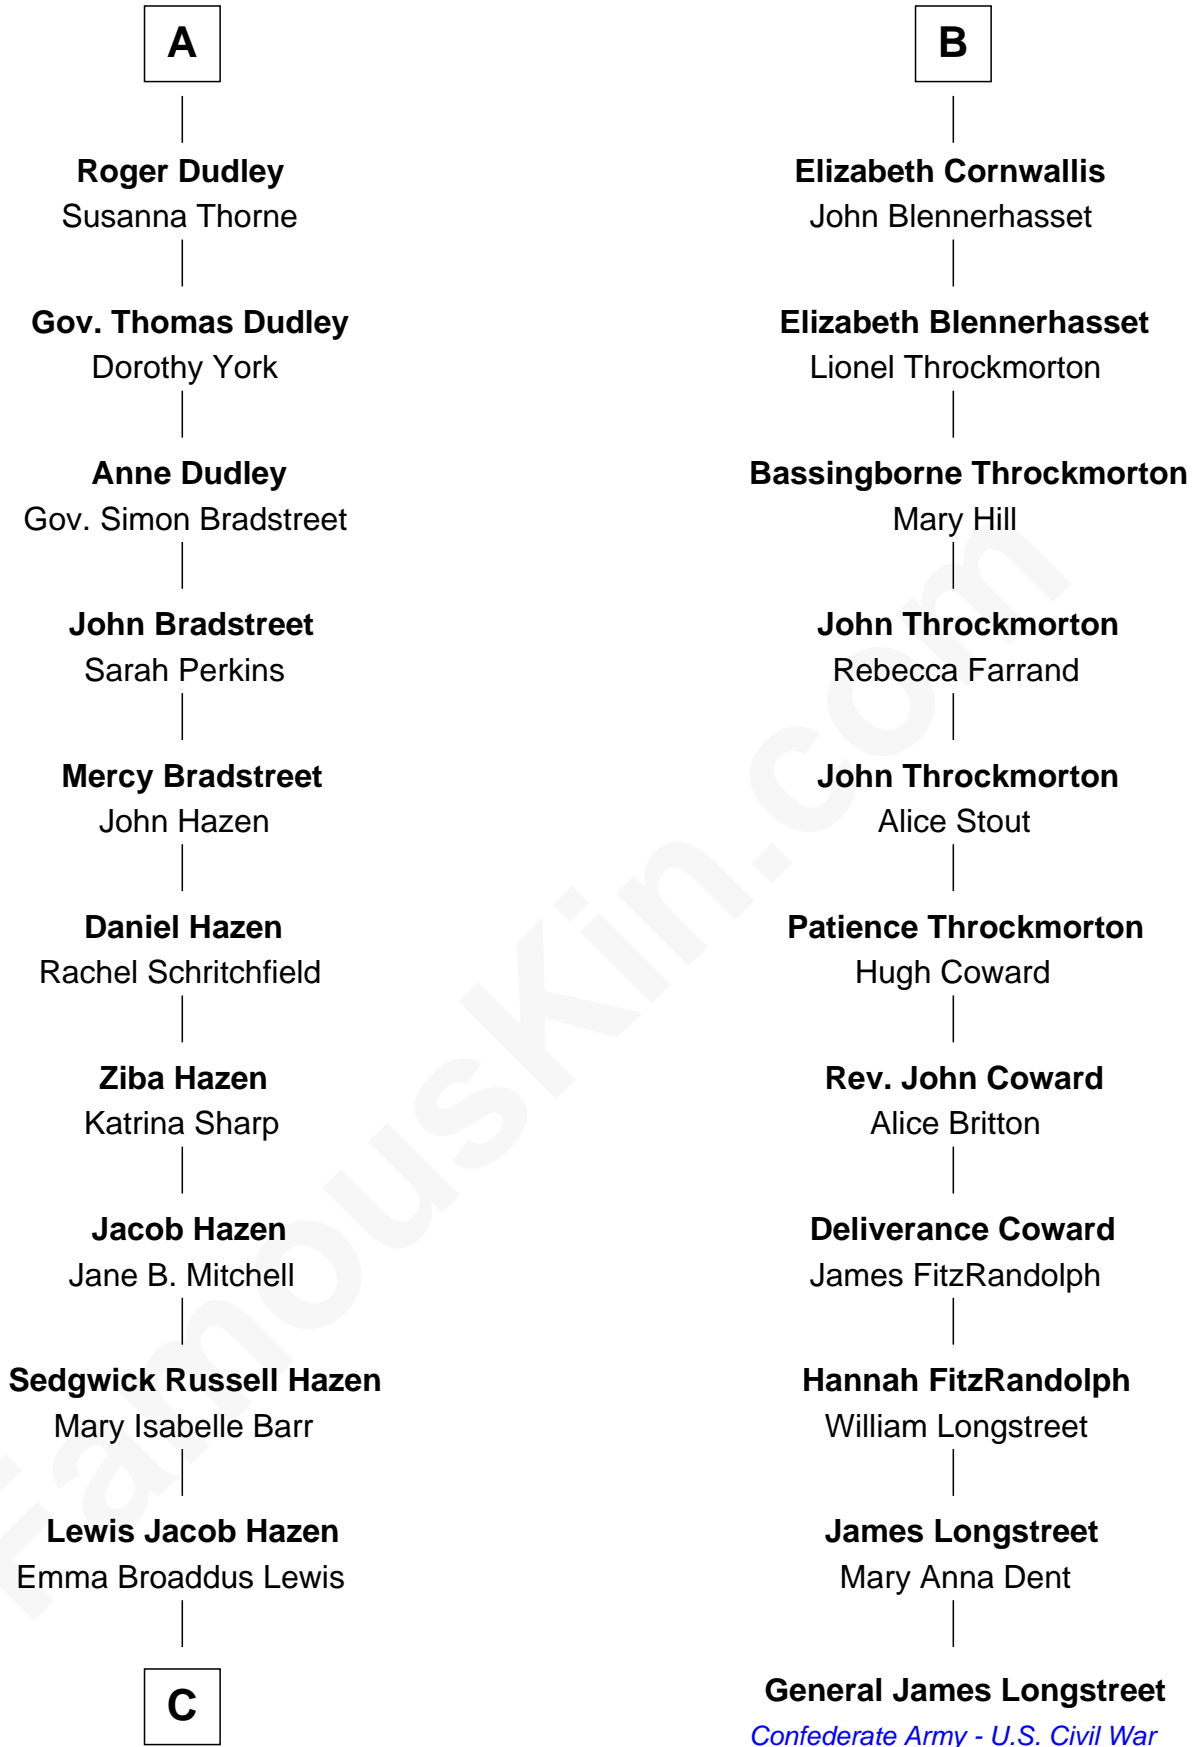 A
Roger Dudley
Susanna Thorne
Gov. Thomas Dudley
Dorothy York
Anne Dudley
Gov. Simon Bradstreet
John Bradstreet
Sarah Perkins
Mercy Bradstreet
John Hazen
Daniel Hazen
Rachel Schritchfield
Ziba Hazen
Katrina Sharp
Jacob Hazen
Jane B. Mitchell
Sedgwick Russell Hazen
Mary Isabelle Barr
Lewis Jacob Hazen
Emma Broaddus Lewis
C
B
Elizabeth Cornwallis
John Blennerhasset
Elizabeth Blennerhasset
Lionel Throckmorton
Bassingborne Throckmorton
Mary Hill
John Throckmorton
Rebecca Farrand
John Throckmorton
Alice Stout
Patience Throckmorton
Hugh Coward
Rev. John Coward
Alice Britton
Deliverance Coward
James FitzRandolph
Hannah FitzRandolph
William Longstreet
James Longstreet
Mary Anna Dent
General James Longstreet
Confederate Army - U.S. Civil War
FamousKin.com